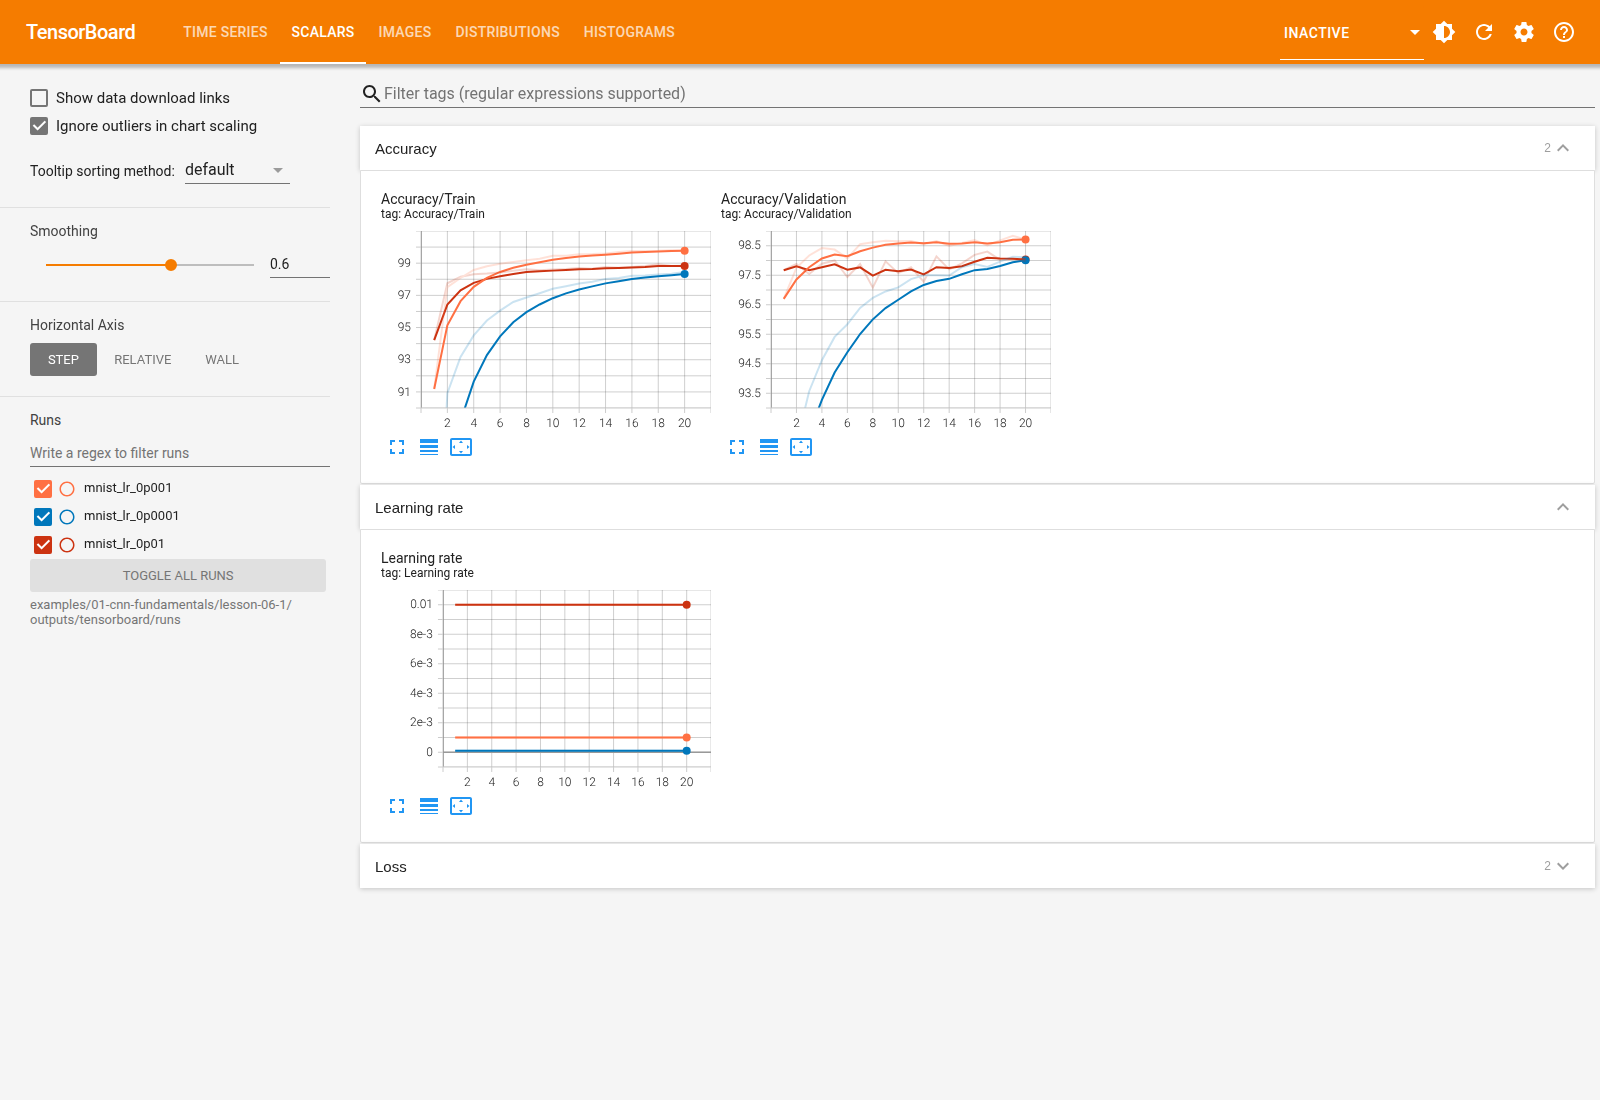 TensorBoard
TIME SERIES SCALARS IMAGES DISTRIBUTIONS HISTOGRAMS
INACTIVE
Show data download links
Ignore outliers in chart scaling
Tooltip sorting method: default
Smoothing
0.6
Horizontal Axis
STEP RELATIVE WALL
Runs
Write a regex to filter runs
mnist_lr_0p001
mnist_lr_0p0001
mnist_lr_0p01
TOGGLE ALL RUNS
examples/01-cnn-fundamentals/lesson-06-1/
outputs/tensorboard/runs
Filter tags (regular expressions supported)
Accuracy 2
Accuracy/Train
tag: Accuracy/Train
99
97
95
93
91
2 4 6 8 10 12 14 16 18 20
Accuracy/Validation
tag: Accuracy/Validation
98.5
97.5
96.5
95.5
94.5
93.5
2 4 6 8 10 12 14 16 18 20
Learning rate
Learning rate
tag: Learning rate
0.01
8e-3
6e-3
4e-3
2e-3
0
2 4 6 8 10 12 14 16 18 20
Loss 2